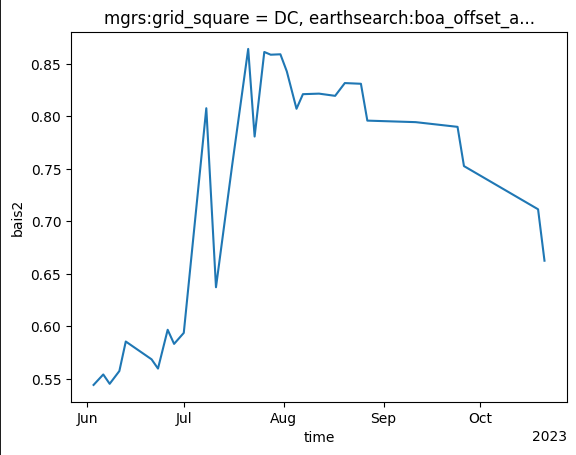 mgrs:grid_square = DC, earthsearch:boa_offset_a...
0.85
0.80
0.75
0.70
0.65
0.60
0.55
bais2
Jun Jul Aug Sep Oct
time
2023